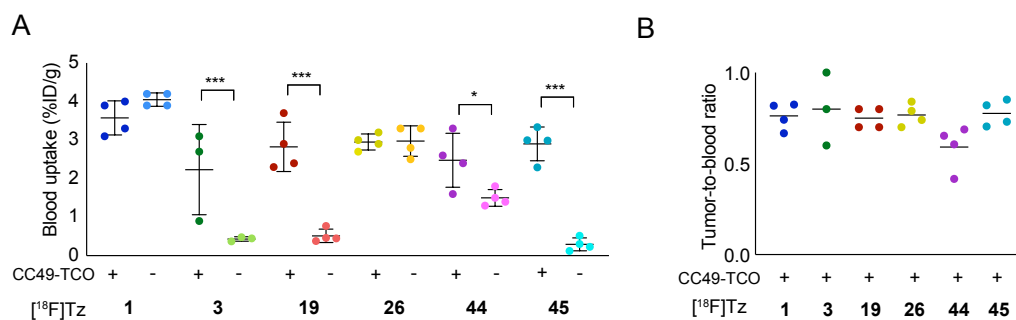 A
Blood uptake (%ID/g)
5
4
3
2
1
0
*** *** * ***
CC49-TCO + - + - + - + - + - + -
[¹⁸F]Tz 1 3 19 26 44 45
B
Tumor-to-blood ratio
1.0
0.5
0.0
CC49-TCO + + + + + +
[¹⁸F]Tz 1 3 19 26 44 45